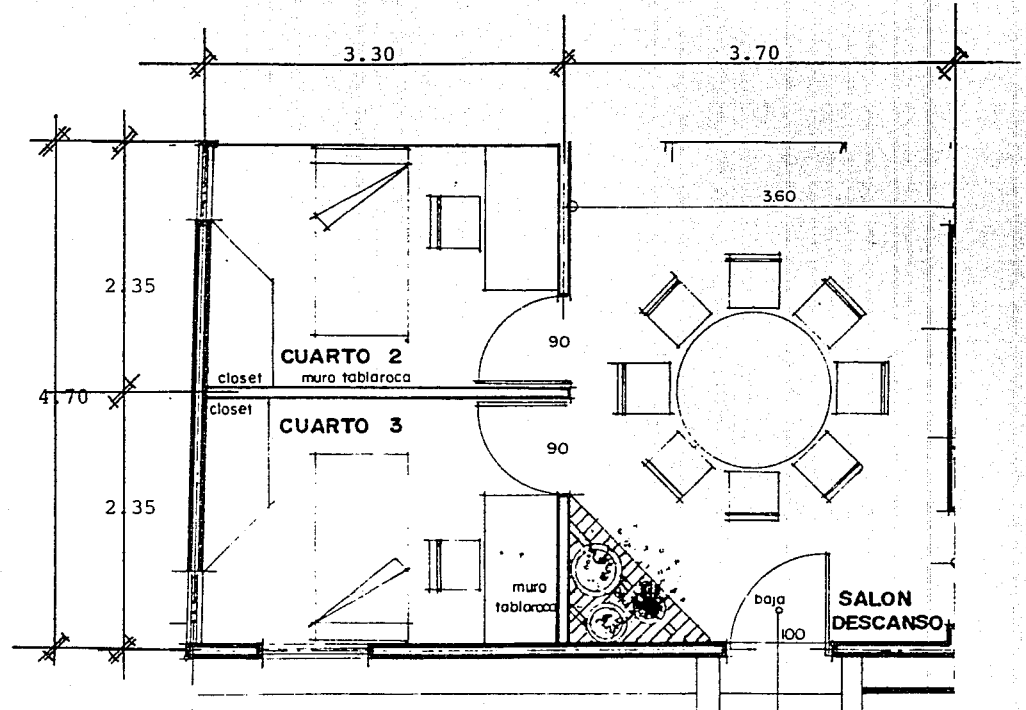 3.30
3.70
3.60
2.35
90
CUARTO 2
closet
muro tablaroca
4.70
closet
CUARTO 3
90
2.35
muro
tablaroca
baja
SALON
DESCANSO
100